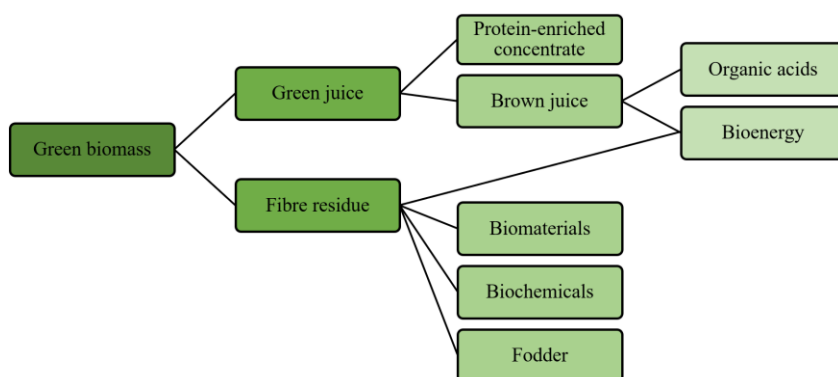 Protein-enriched
concentrate
Organic acids
Green juice
Brown juice
Bioenergy
Green biomass
Fibre residue
Biomaterials
Biochemicals
Fodder